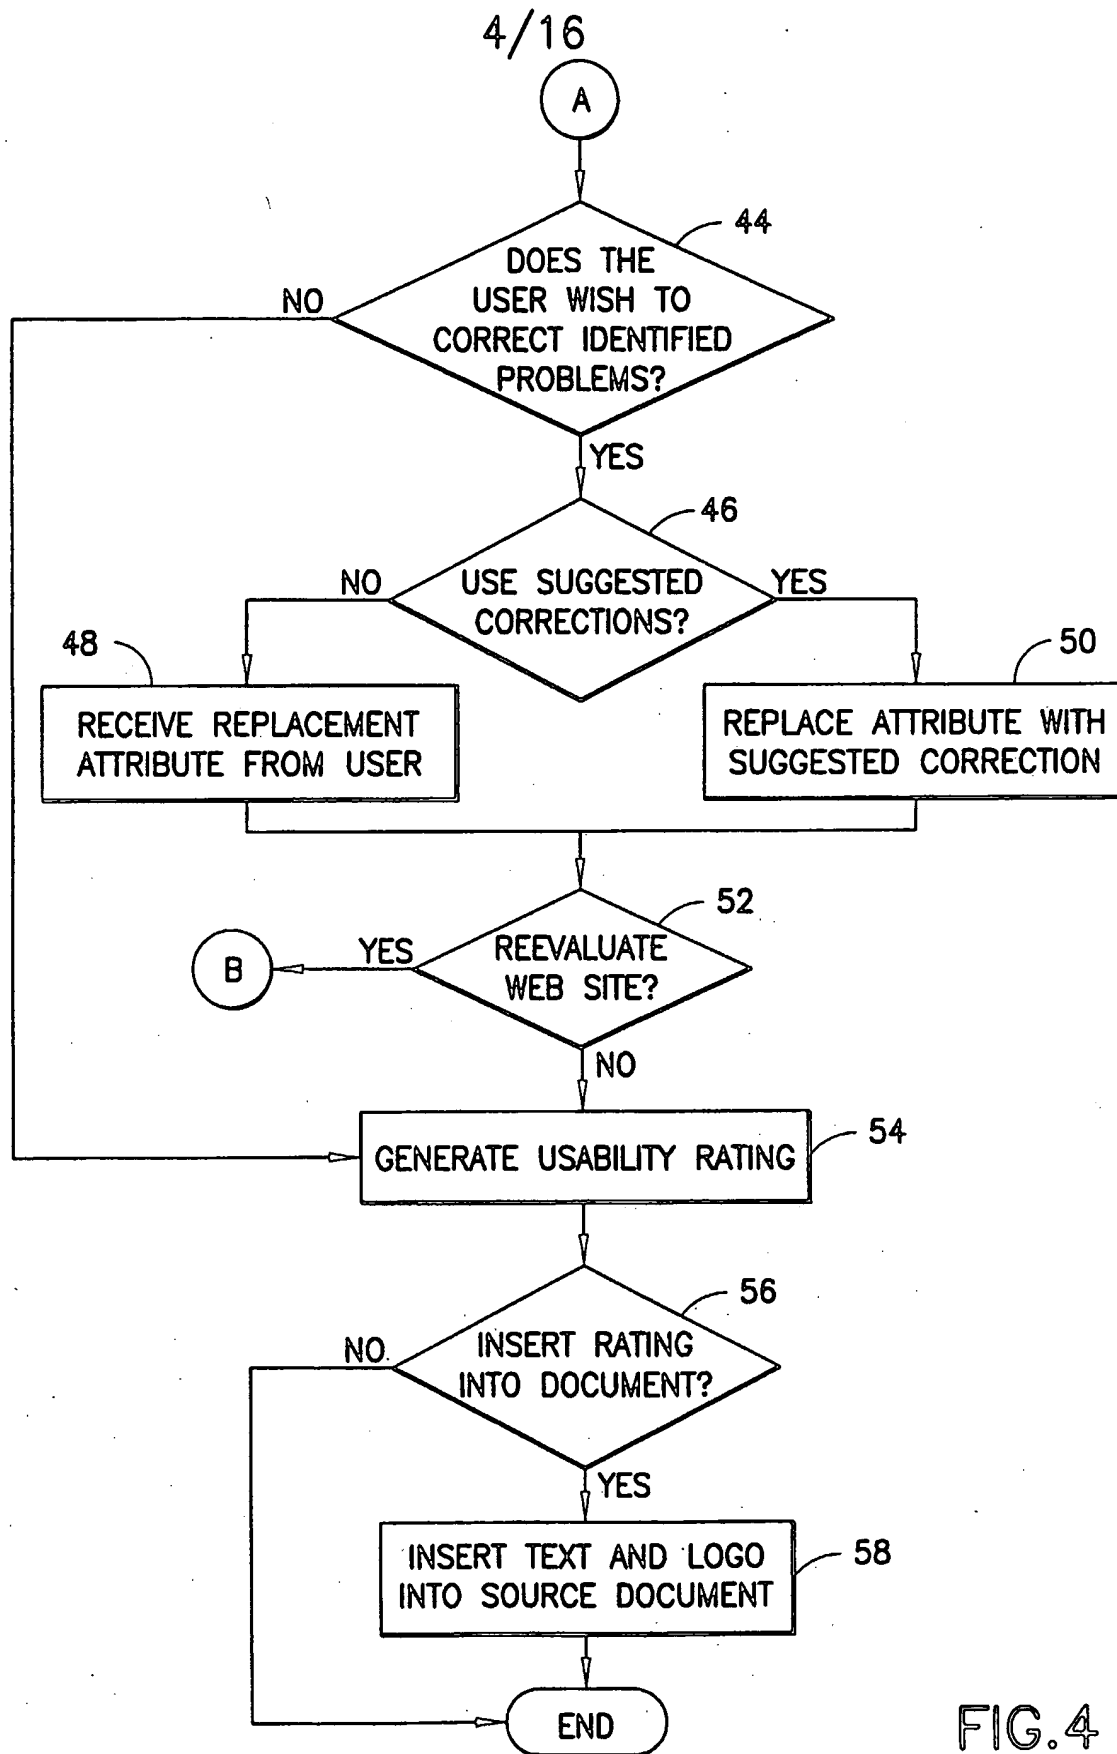 4/16
A
44
DOES THE
USER WISH TO
CORRECT IDENTIFIED
PROBLEMS?
NO
YES
46
USE SUGGESTED
CORRECTIONS?
NO
YES
48
RECEIVE REPLACEMENT
ATTRIBUTE FROM USER
50
REPLACE ATTRIBUTE WITH
SUGGESTED CORRECTION
52
REEVALUATE
WEB SITE?
YES
B
NO
GENERATE USABILITY RATING
54
56
INSERT RATING
INTO DOCUMENT?
NO
YES
INSERT TEXT AND LOGO
INTO SOURCE DOCUMENT
58
END
FIG.4